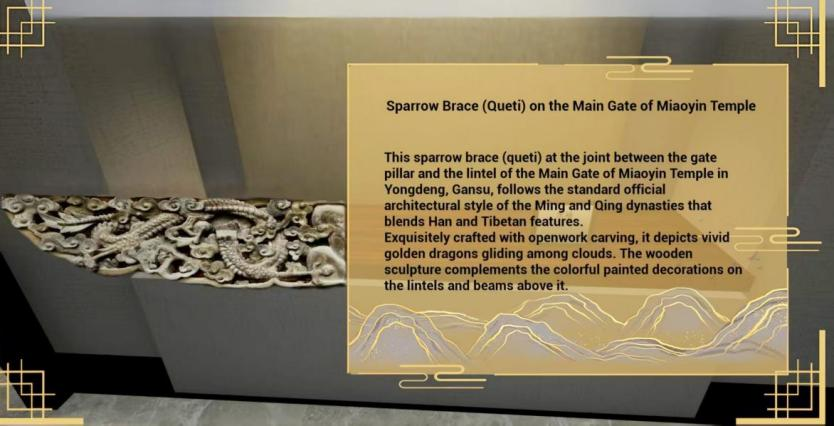 Sparrow Brace (Queti) on the Main Gate of Miaoyin Temple
This sparrow brace (queti) at the joint between the gate
pillar and the lintel of the Main Gate of Miaoyin Temple in
Yongdeng, Gansu, follows the standard official
architectural style of the Ming and Qing dynasties that
blends Han and Tibetan features.
Exquisitely crafted with openwork carving, it depicts vivid
golden dragons gliding among clouds. The wooden
sculpture complements the colorful painted decorations on
the lintels and beams above it.